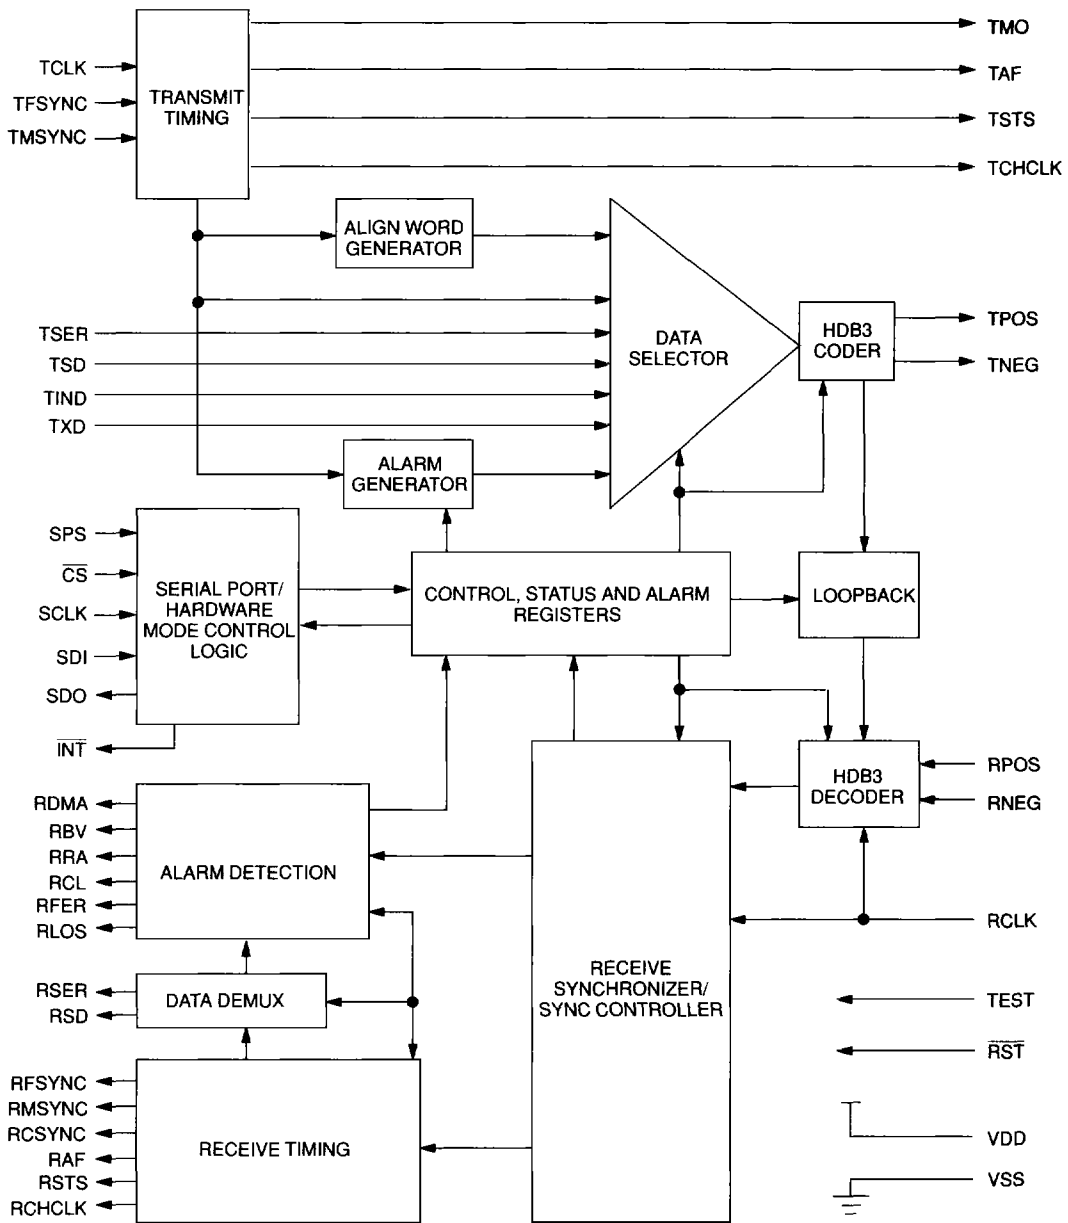 TMO
TCLK
TAF
TRANSMIT
TIMING
TFSYNC
TSTS
TMSYNC
TCHCLK
ALIGN WORD
GENERATOR
TSER
TSD
TIND
TXD
DATA
SELECTOR
HDB3
CODER
TPOS
TNEG
ALARM
GENERATOR
SPS
C̅S̅
SCLK
SDI
SDO
I̅N̅T̅
SERIAL PORT/
HARDWARE
MODE CONTROL
LOGIC
CONTROL, STATUS AND ALARM
REGISTERS
LOOPBACK
HDB3
DECODER
RPOS
RNEG
RDMA
RBV
RRA
RCL
RFER
RLOS
ALARM DETECTION
RCLK
RSER
RSD
DATA DEMUX
RECEIVE
SYNCHRONIZER/
SYNC CONTROLLER
TEST
R̅S̅T̅
RFSYNC
RMSYNC
RCSYNC
RAF
RSTS
RCHCLK
RECEIVE TIMING
VDD
VSS